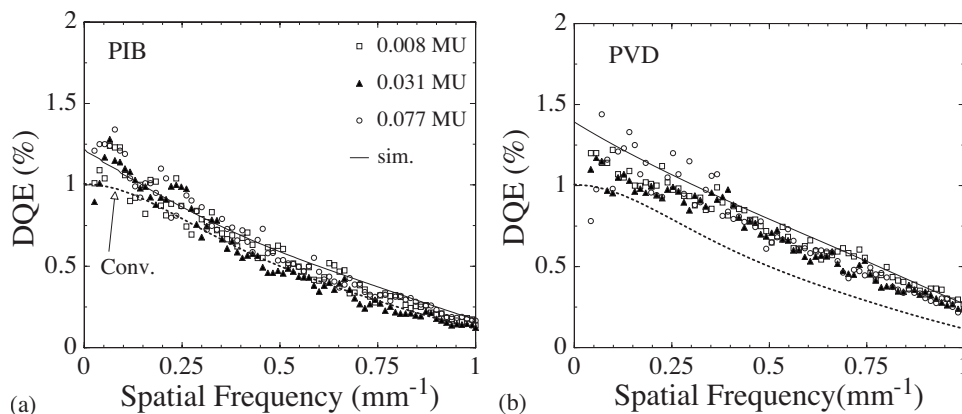 PIB
0.008 MU
0.031 MU
0.077 MU
sim.
Conv.
DQE (%)
2
1.5
1
0.5
0
0 0.25 0.5 0.75 1
Spatial Frequency (mm-1)
(a)
PVD
DQE (%)
2
1.5
1
0.5
0
0 0.25 0.5 0.75 1
Spatial Frequency(mm-1)
(b)